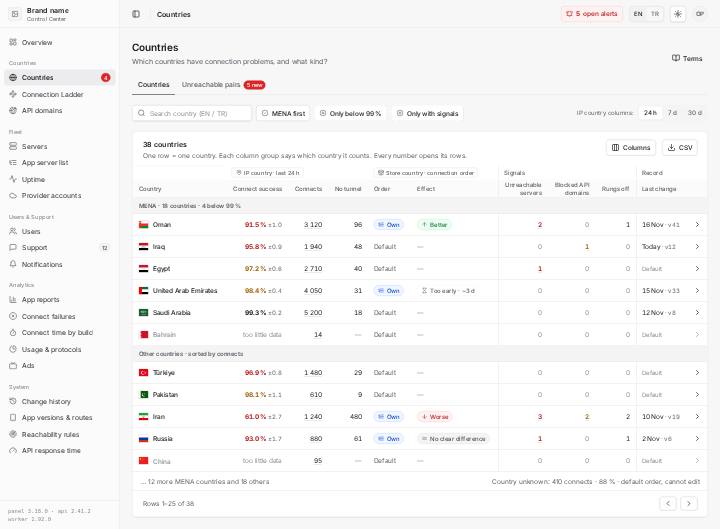 Brand name
Control Center
Countries
5 open alerts
EN TR
OP
Overview
Countries
Countries 4
Connection Ladder
API domains
Fleet
Servers
App server list
Uptime
Provider accounts
Users & Support
Users
Support 12
Notifications
Analytics
App reports
Connect failures
Connect time by build
Usage & protocols
Ads
System
Change history
App versions & routes
Reachability rules
API response time
panel 3.18.0 · api 2.41.2
worker 1.92.0
Countries
Which countries have connection problems, and what kind?
Terms
Countries Unreachable pairs 5 new
Search country (EN / TR) MENA first Only below 99 % Only with signals IP country columns: 24 h 7 d 30 d
38 countries
One row = one country. Each column group says which country it counts. Every number opens its rows.
Columns CSV
IP country · last 24 h Store country · connection order Signals Record
Country Connect success Connects No tunnel Order Effect Unreachable servers Blocked API domains Rungs off Last change
MENA · 18 countries · 4 below 99 %
Oman 91.5 % ±1.0 3 120 96 Own Better 2 0 1 16 Nov · v41
Iraq 95.8 % ±0.9 1 940 48 Default — 0 1 0 Today · v12
Egypt 97.2 % ±0.6 2 710 40 Default — 1 0 0 Default
United Arab Emirates 98.4 % ±0.4 4 050 31 Own Too early · ~3 d 0 0 0 15 Nov · v33
Saudi Arabia 99.3 % ±0.2 5 200 18 Default — 0 0 0 12 Nov · v8
Bahrain too little data 14 — Default — 0 0 0 Default
Other countries · sorted by connects
Türkiye 96.9 % ±0.8 1 480 29 Default — 0 0 0 Default
Pakistan 98.1 % ±1.1 610 9 Default — 0 0 0 Default
Iran 61.0 % ±2.7 1 240 480 Own Worse 3 2 2 10 Nov · v19
Russia 93.0 % ±1.7 880 61 Own No clear difference 1 0 1 2 Nov · v6
China too little data 95 — Default — 0 0 0 Default
... 12 more MENA countries and 18 others Country unknown: 410 connects · 88 % · default order, cannot edit
Rows 1–25 of 38